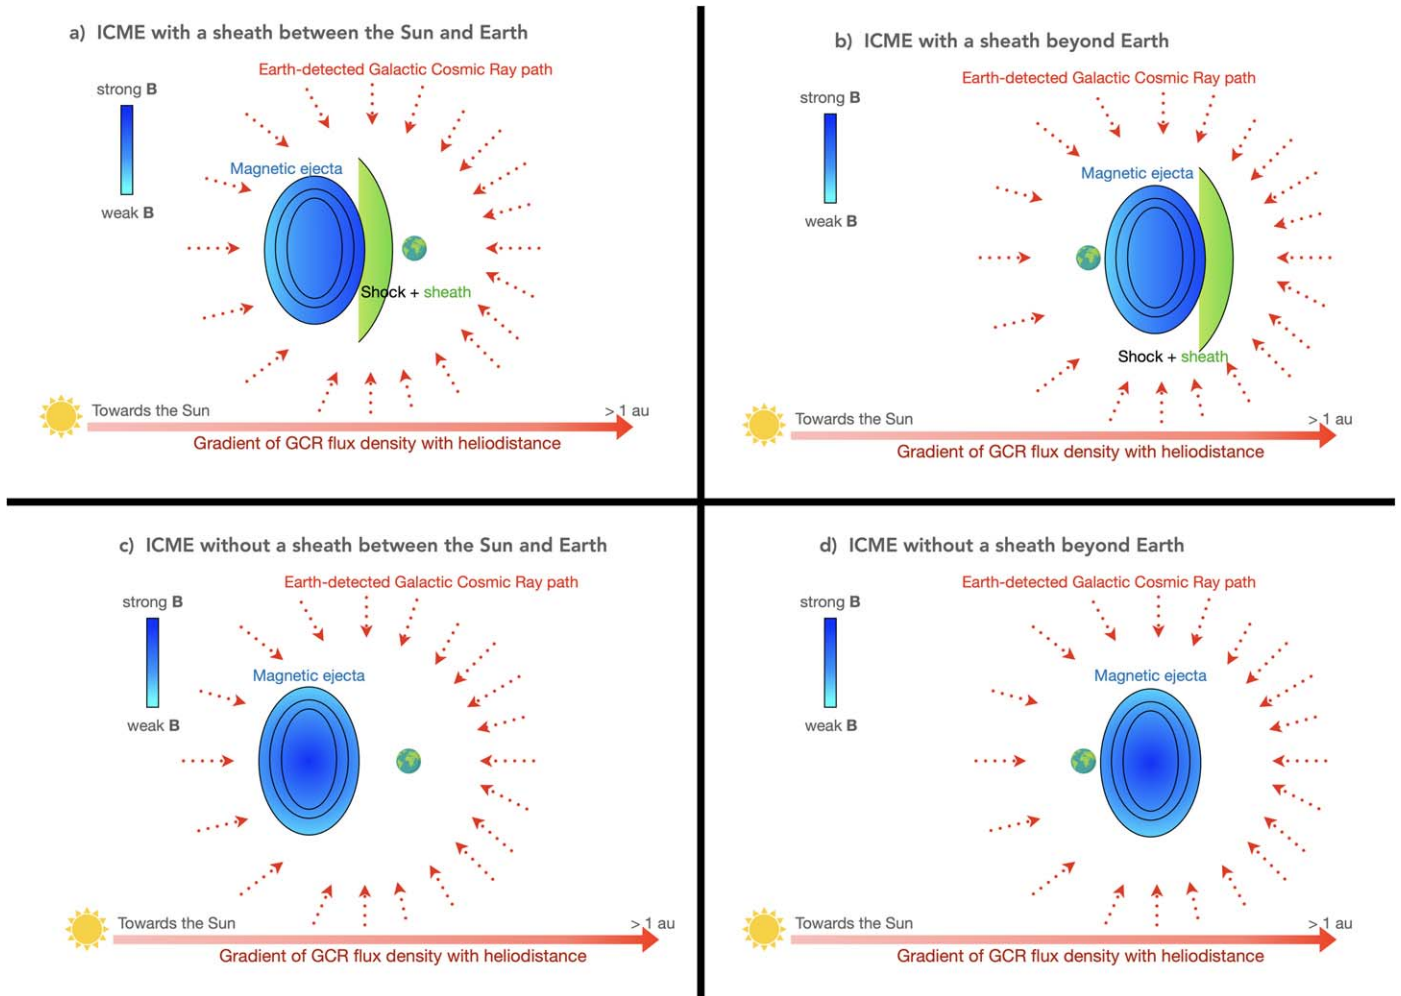 a) ICME with a sheath between the Sun and Earth
Earth-detected Galactic Cosmic Ray path
strong B
Magnetic ejecta
weak B
Shock + sheath
Towards the Sun
> 1 au
Gradient of GCR flux density with heliodistance
b) ICME with a sheath beyond Earth
Earth-detected Galactic Cosmic Ray path
strong B
Magnetic ejecta
weak B
Shock + sheath
Towards the Sun
> 1 au
Gradient of GCR flux density with heliodistance
c) ICME without a sheath between the Sun and Earth
Earth-detected Galactic Cosmic Ray path
strong B
Magnetic ejecta
weak B
Towards the Sun
> 1 au
Gradient of GCR flux density with heliodistance
d) ICME without a sheath beyond Earth
Earth-detected Galactic Cosmic Ray path
strong B
Magnetic ejecta
weak B
Towards the Sun
> 1 au
Gradient of GCR flux density with heliodistance